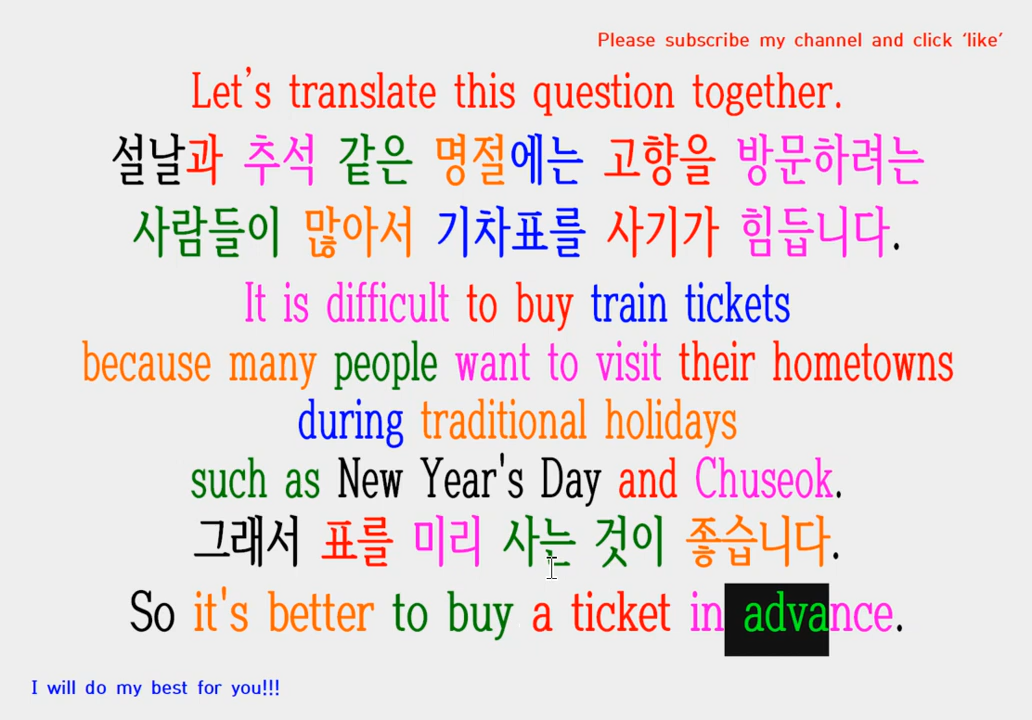 Please subscribe my channel and click ‘like’
Let's translate this question together.
설날과 추석 같은 명절에는 고향을 방문하려는
사람들이 많아서 기차표를 사기가 힘듭니다.
It is difficult to buy train tickets
because many people want to visit their hometowns
during traditional holidays
such as New Year's Day and Chuseok.
그래서 표를 미리 사는 것이 좋습니다.
So it's better to buy a ticket in advance.
I will do my best for you!!!